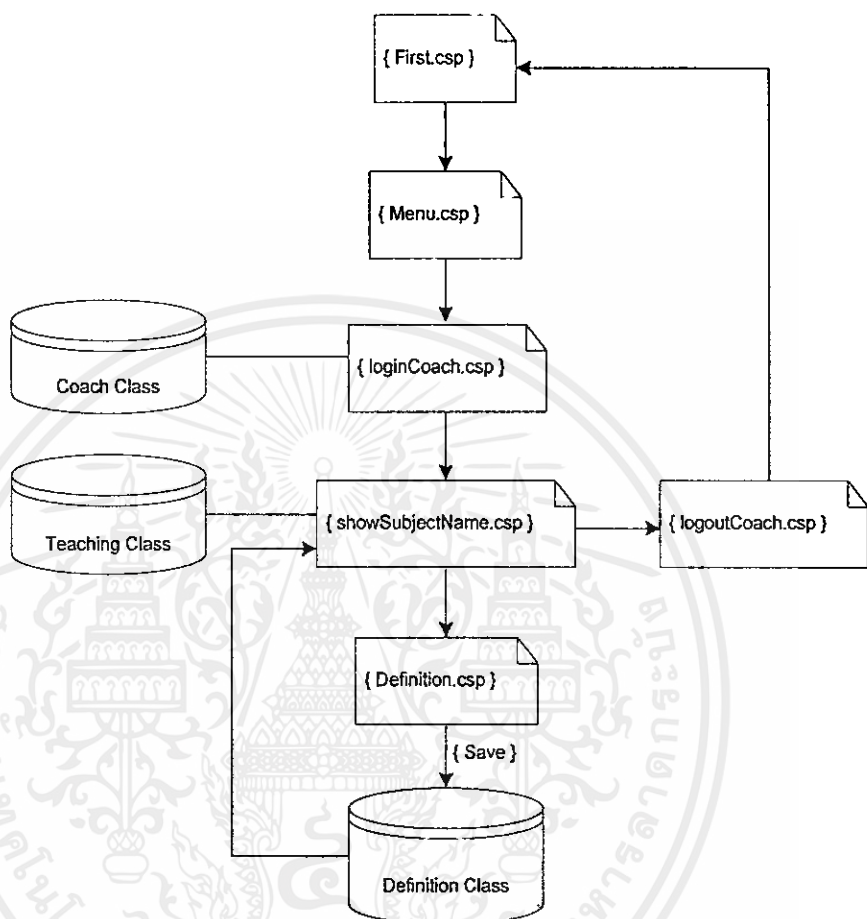 { First.csp }
{ Menu.csp }
{ loginCoach.csp }
Coach Class
{ showSubjectName.csp }
Teaching Class
{ logoutCoach.csp }
{ Definition.csp }
{ Save }
Definition Class